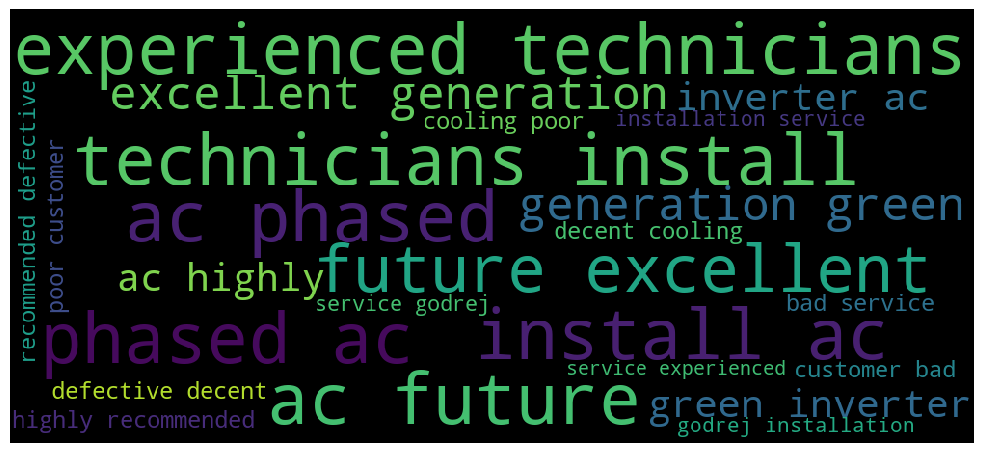 experienced technicians
excellent generation
inverter ac
cooling poor
installation service
technicians install
recommended defective
poor customer
ac phased
generation green
decent cooling
ac highly
future excellent
service godrej
bad service
phased ac
install ac
service experienced
customer bad
defective decent
ac future
green inverter
highly recommended
godrej installation